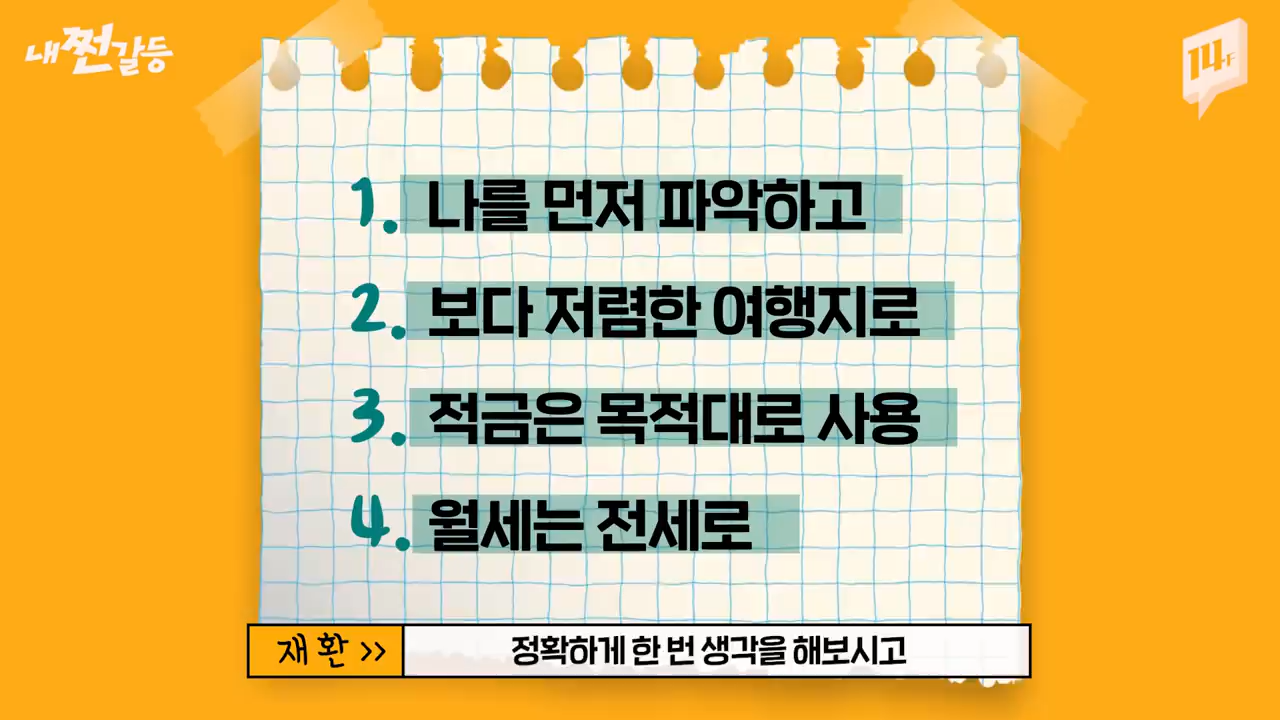 내쩐갈등
14F
1. 나를 먼저 파악하고
2. 보다 저렴한 여행지로
3. 적금은 목적대로 사용
4. 월세는 전세로
재환 >> 정확하게 한 번 생각을 해보시고